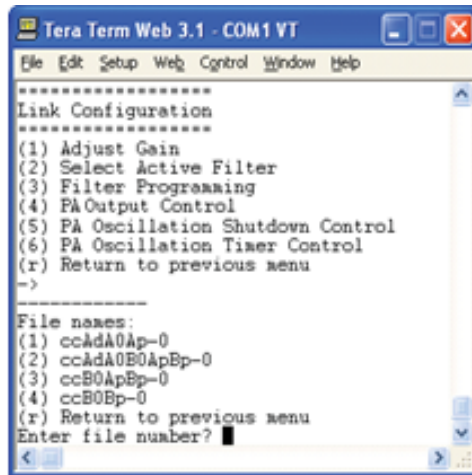 Tera Term Web 3.1 - COM1 VT
File Edit Setup Web Control Window Help
===================
Link Configuration
===================
(1) Adjust Gain
(2) Select Active Filter
(3) Filter Programming
(4) PA Output Control
(5) PA Oscillation Shutdown Control
(6) PA Oscillation Timer Control
(r) Return to previous menu
->
------------
File names:
(1) ccAdA0Ap-0
(2) ccAdA0B0ApBp-0
(3) ccB0ApBp-0
(4) ccB0Bp-0
(r) Return to previous menu
Enter file number?